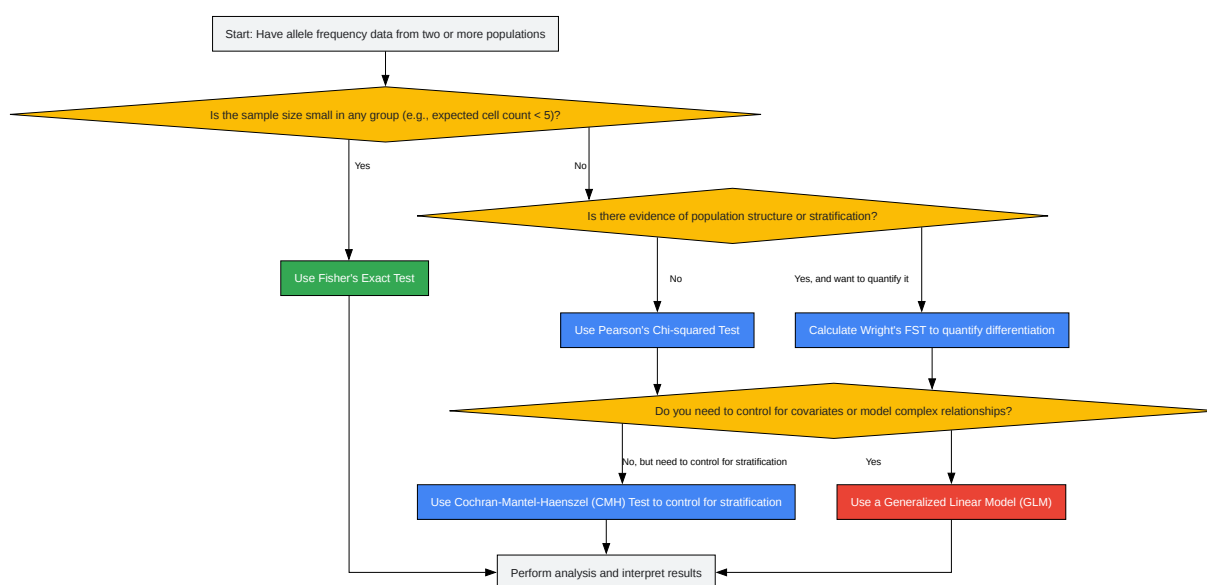 Start: Have allele frequency data from two or more populations
Is the sample size small in any group (e.g., expected cell count < 5)?
Yes
No
Is there evidence of population structure or stratification?
Use Fisher's Exact Test
No
Yes, and want to quantify it
Use Pearson's Chi-squared Test
Calculate Wright's FST to quantify differentiation
Do you need to control for covariates or model complex relationships?
No, but need to control for stratification
Yes
Use Cochran-Mantel-Haenszel (CMH) Test to control for stratification
Use a Generalized Linear Model (GLM)
Perform analysis and interpret results